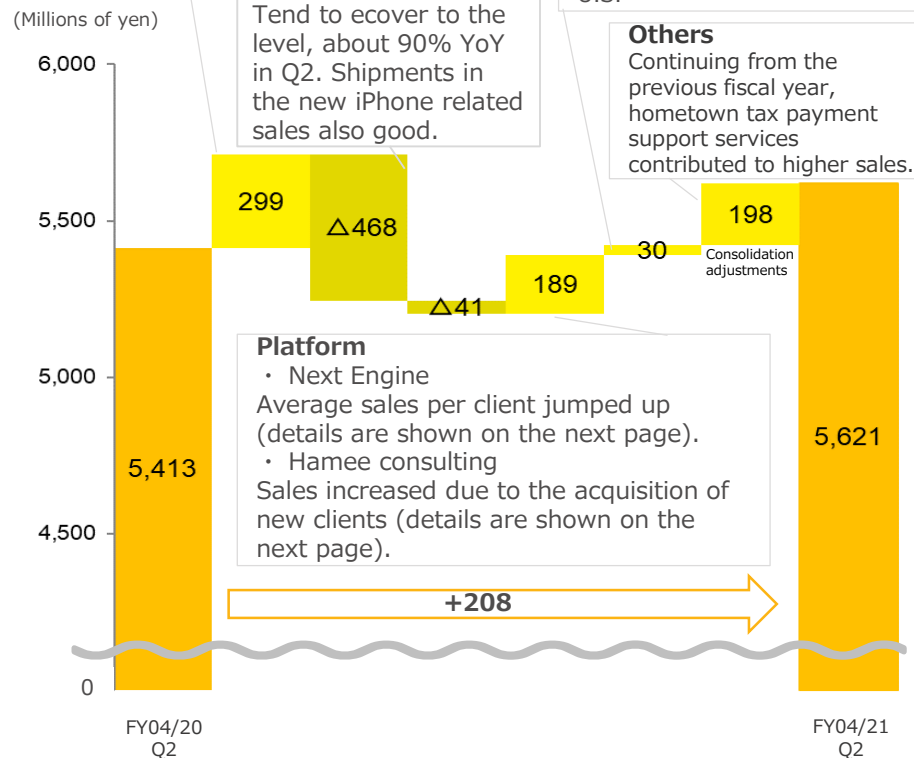 (Millions of yen)
Tend to ecover to the
level, about 90% YoY
in Q2. Shipments in
the new iPhone related
sales also good.
Others
Continuing from the
previous fiscal year,
hometown tax payment
support services
contributed to higher sales.
6,000
5,500
5,000
4,500
0
299
△468
△41
189
30
198
Consolidation
adjustments
Platform
・ Next Engine
Average sales per client jumped up
(details are shown on the next page).
・ Hamee consulting
Sales increased due to the acquisition of
new clients (details are shown on the
next page).
5,413
5,621
+208
FY04/20
Q2
FY04/21
Q2